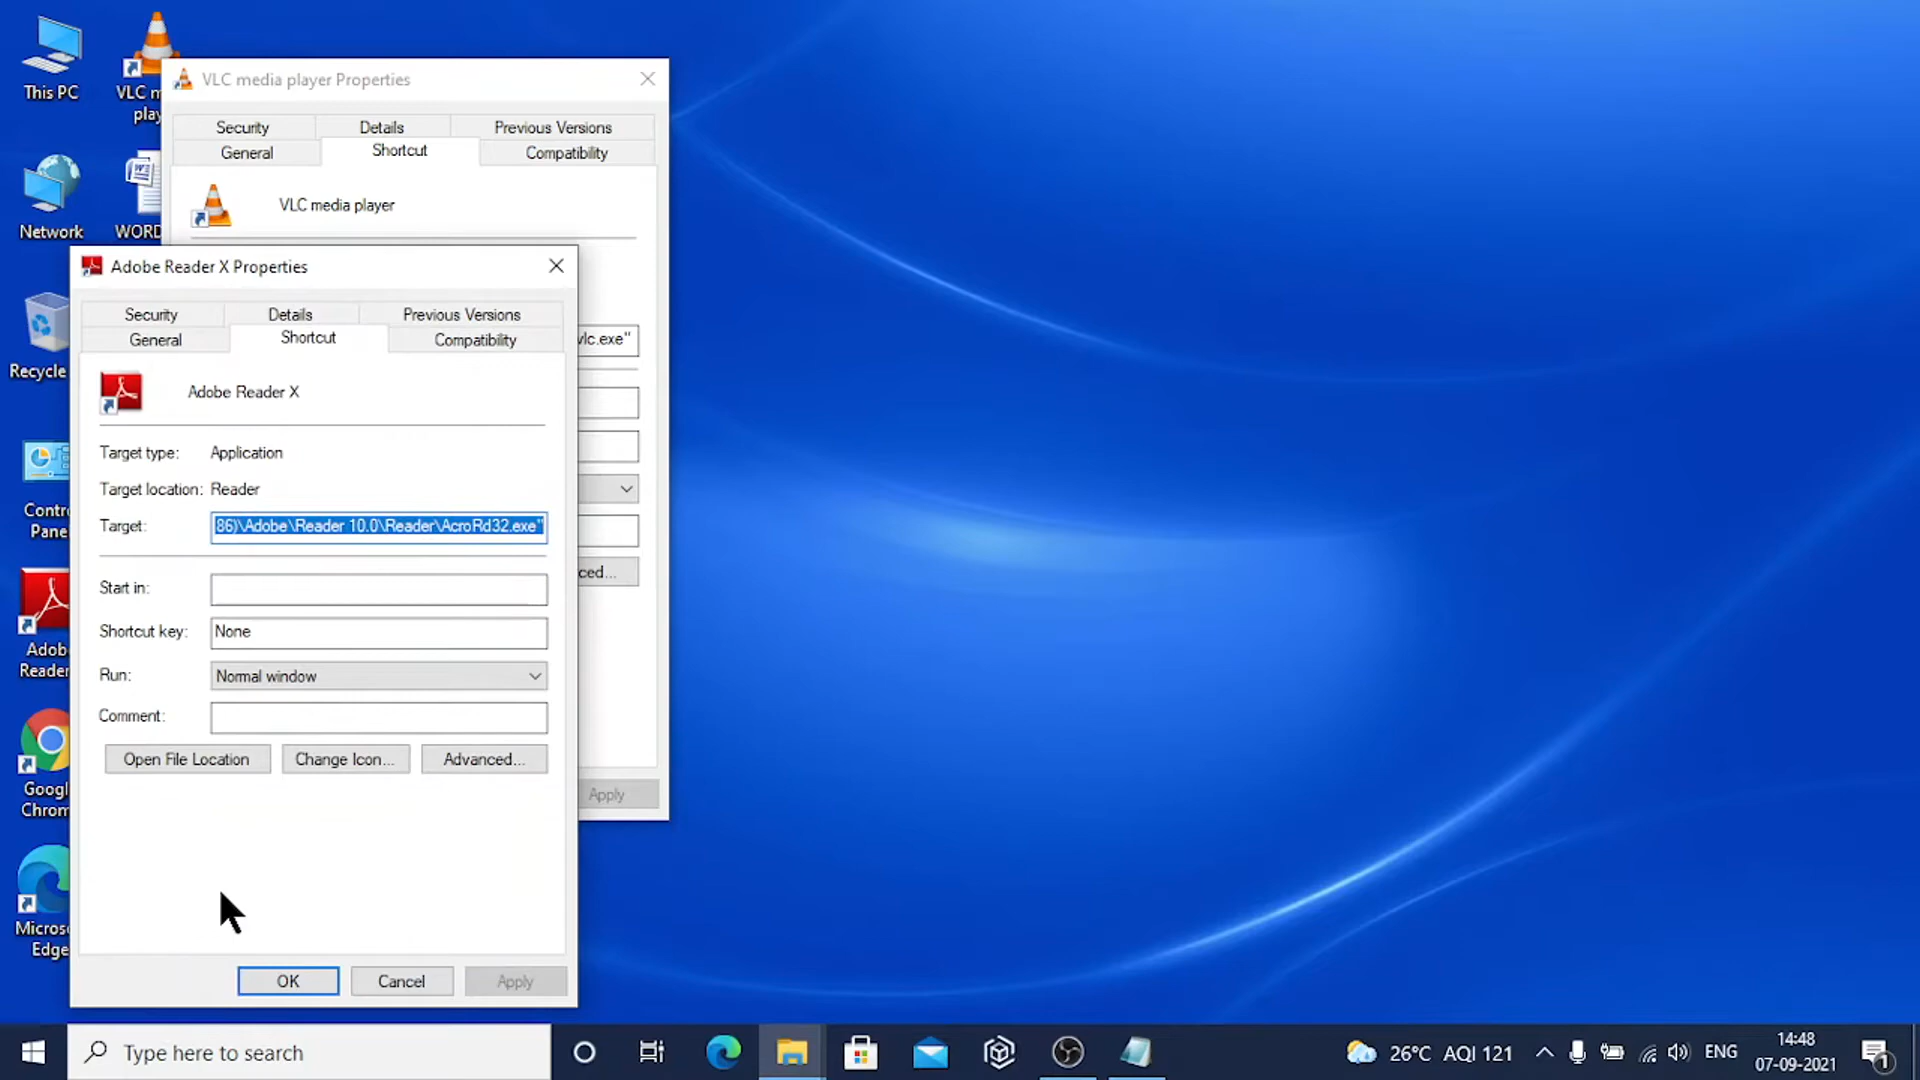 This PC
VLC m
play
Network
WORD
Recycle
Contro
Pane
Adob
Reader
Googl
Chrom
Micros
Edge
VLC media player Properties
Security
Details
Previous Versions
General
Shortcut
Compatibility
VLC media player
vlc.exe"
ced...
Apply
Adobe Reader X Properties
Security
Details
Previous Versions
General
Shortcut
Compatibility
Adobe Reader X
Target type: Application
Target location: Reader
Target: 86)\Adobe\Reader 10.0\Reader\AcroRd32.exe"
Start in:
Shortcut key: None
Run: Normal window
Comment:
Open File Location
Change Icon...
Advanced...
OK
Cancel
Apply
Type here to search
26°C AQI 121
ENG
14:48
07-09-2021
1